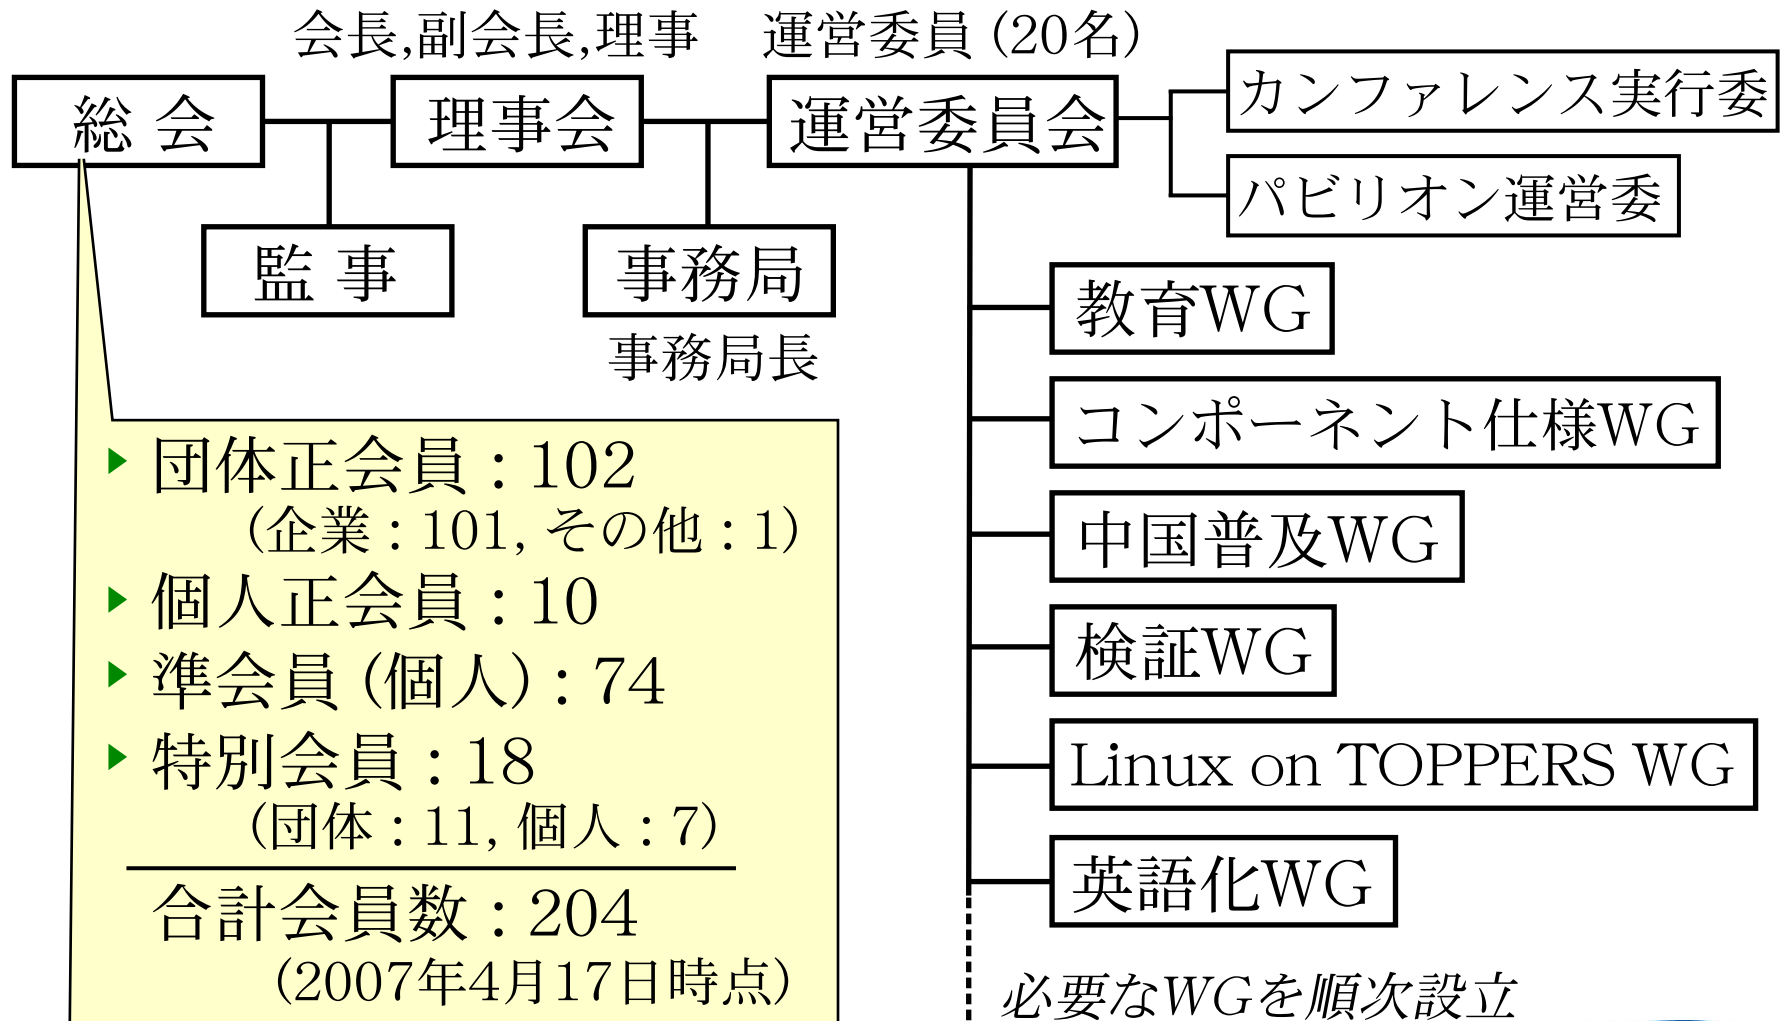 会長,副会長,理事
運営委員 (20名)
総 会
理事会
運営委員会
カンファレンス実行委
パビリオン運営委
監 事
事務局
事務局長
教育WG
コンポーネント仕様WG
中国普及WG
検証WG
Linux on TOPPERS WG
英語化WG
必要なWGを順次設立
団体正会員 : 102
(企業 : 101, その他 : 1)
個人正会員 : 10
準会員 (個人) : 74
特別会員 : 18
(団体 : 11, 個人 : 7)
合計会員数 : 204
(2007年4月17日時点)